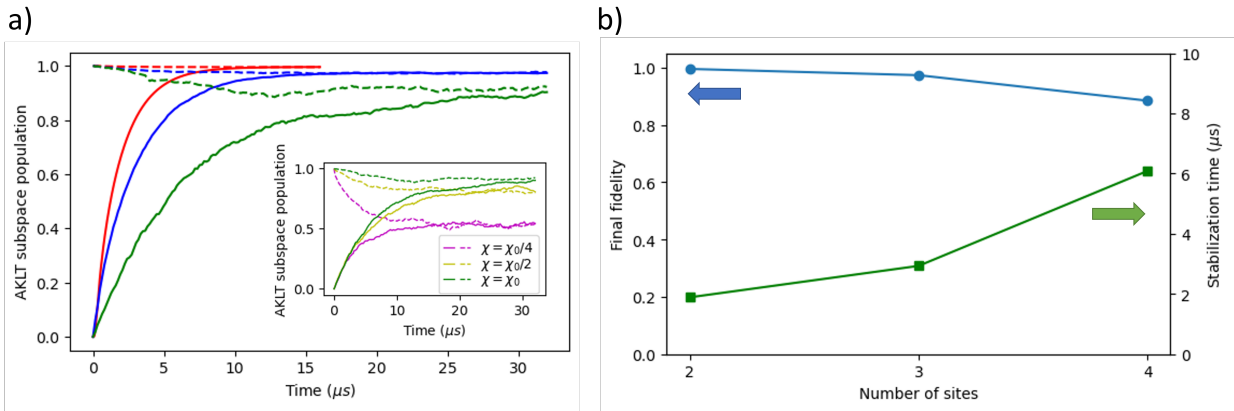 a)
AKLT subspace population
1.0
0.8
0.6
0.4
0.2
0.0
0
5
10
15
20
25
30
Time (μs)
AKLT subspace population
1.0
0.5
0.0
0
10
20
30
Time (μs)
χ = χ₀/4
χ = χ₀/2
χ = χ₀
b)
Final fidelity
1.0
0.8
0.6
0.4
0.2
0.0
2
3
4
Number of sites
10
8
6
4
2
0
Stabilization time (μs)